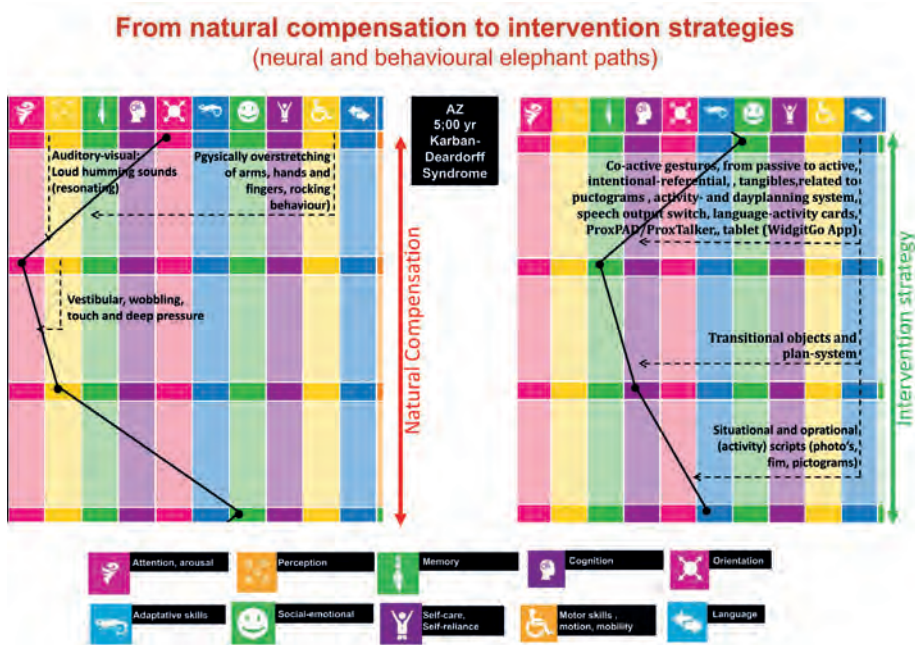 From natural compensation to intervention strategies
(neural and behavioural elephant paths)
Auditory-visual:
Loud humming sounds
(resonating)
Pgysically overstretching
of arms, hands and
fingers, rocking
behaviour)
Vestibular, wobbling,
touch and deep pressure
Natural Compensation
AZ
5;00 yr
Karban-
Deardorff
Syndrome
Co-active gestures, from passive to active,
intentional-referential, , tangibles,related to
puctograms , activity- and dayplanning system,
speech output switch, language-activity cards,
ProxPAD/ProxTalker,, tablet (WidgitGo App)
Transitional objects and
plan-system
Situational and oprational
(activity) scripts (photo's,
fim, pictograms)
Intervention strategy
Attention, arousal
Perception
Memory
Cognition
Orientation
Adaptative skills
Social-emotional
Self-care,
Self-reliance
Motor skills ,
motion, mobility
Language